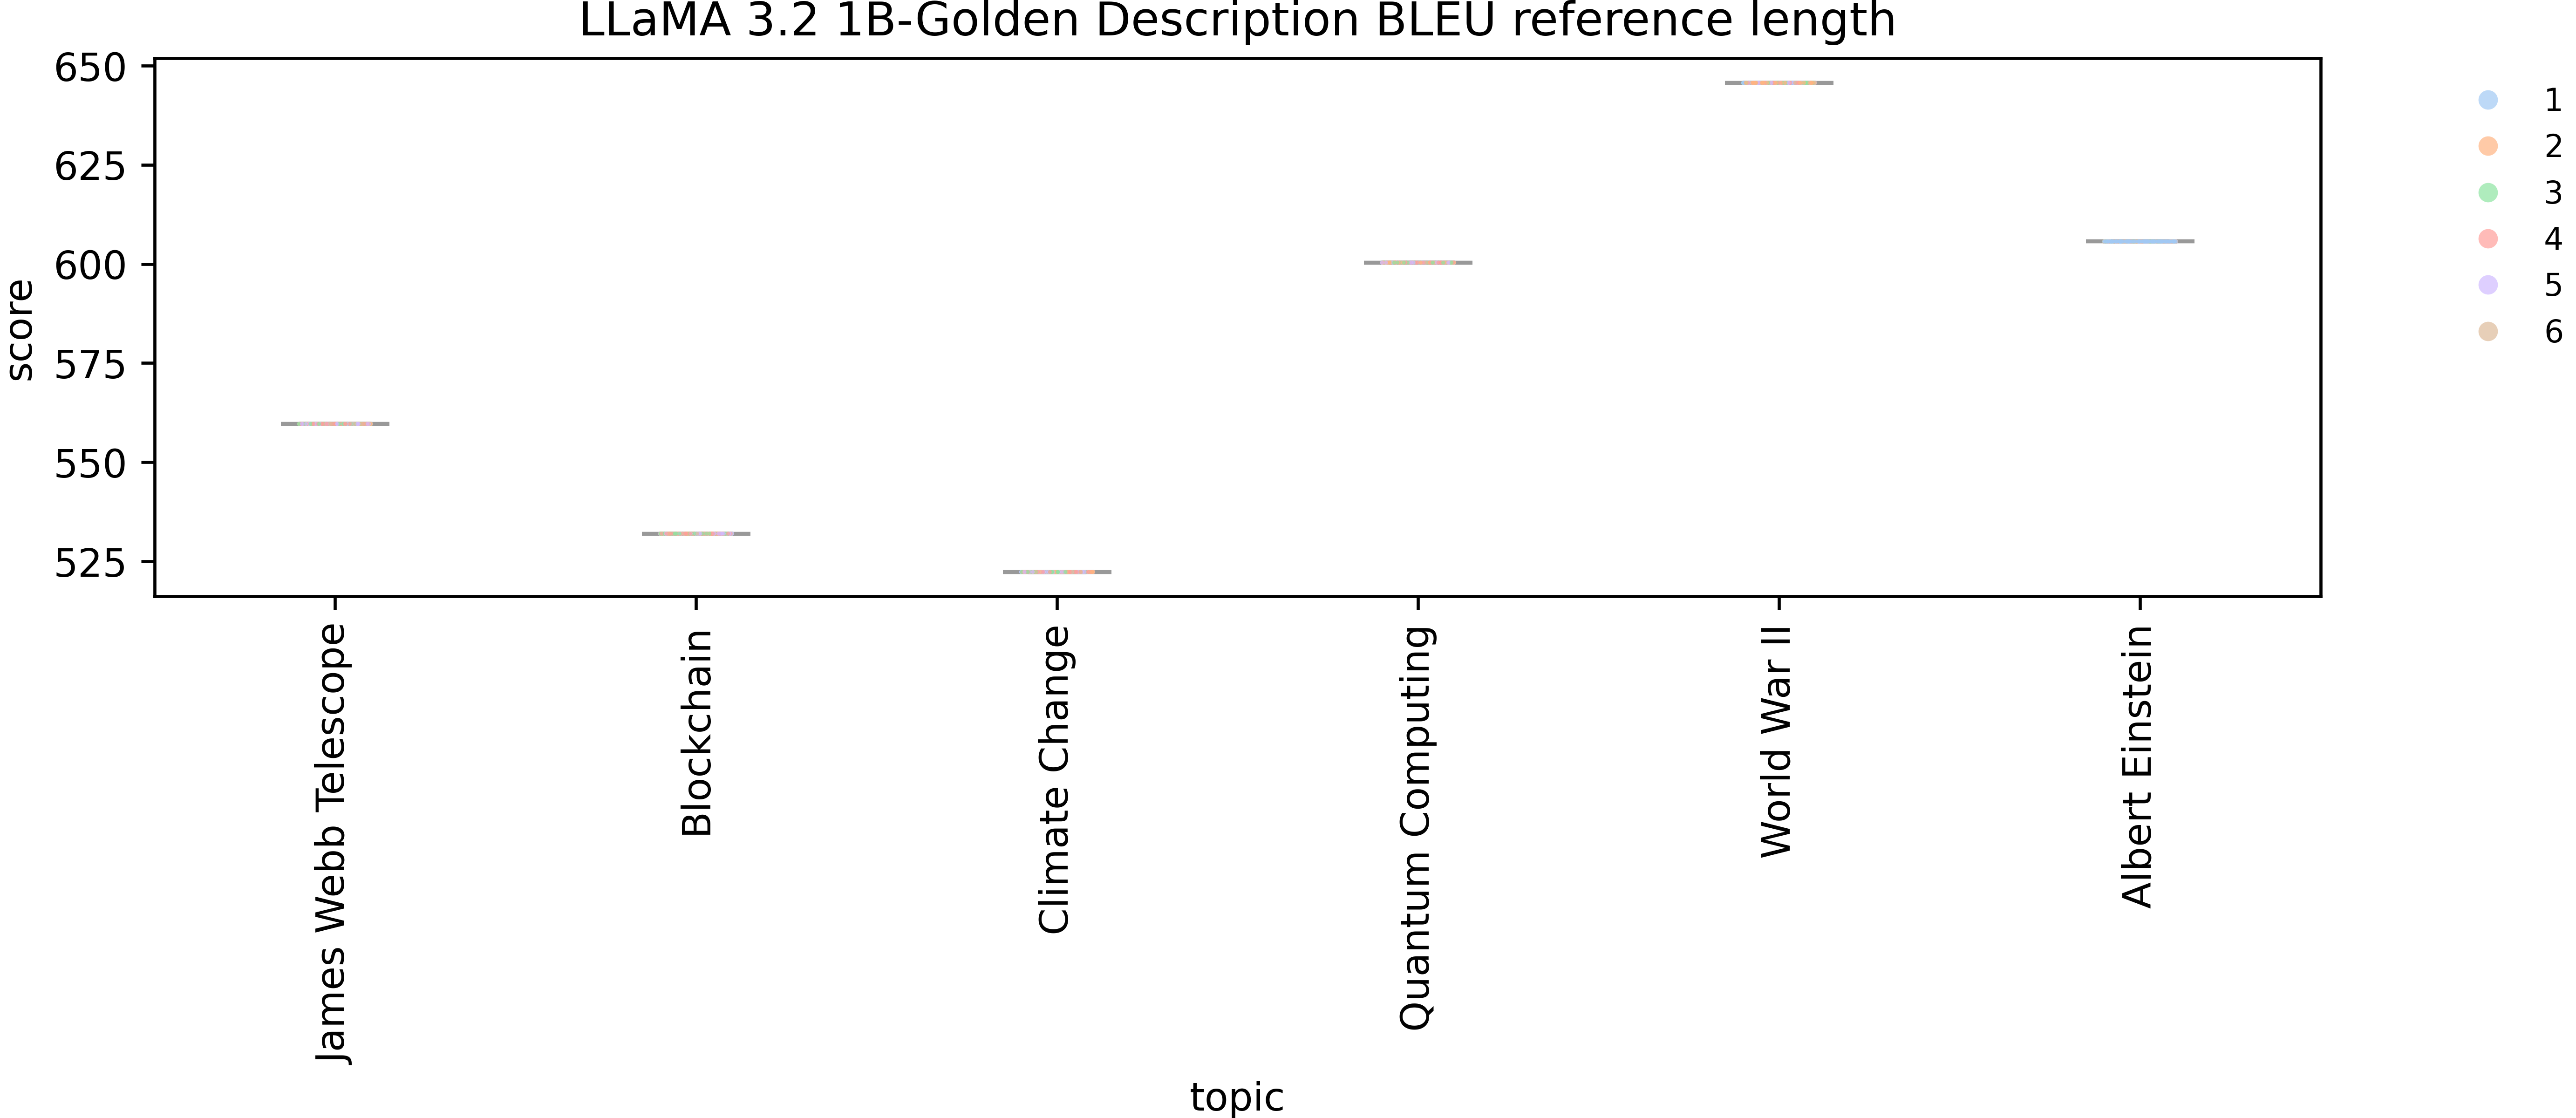 LLaMA 3.2 1B-Golden Description BLEU reference length
score
650
625
600
575
550
525
1
2
3
4
5
6
James Webb Telescope
Blockchain
Climate Change
Quantum Computing
World War II
Albert Einstein
topic